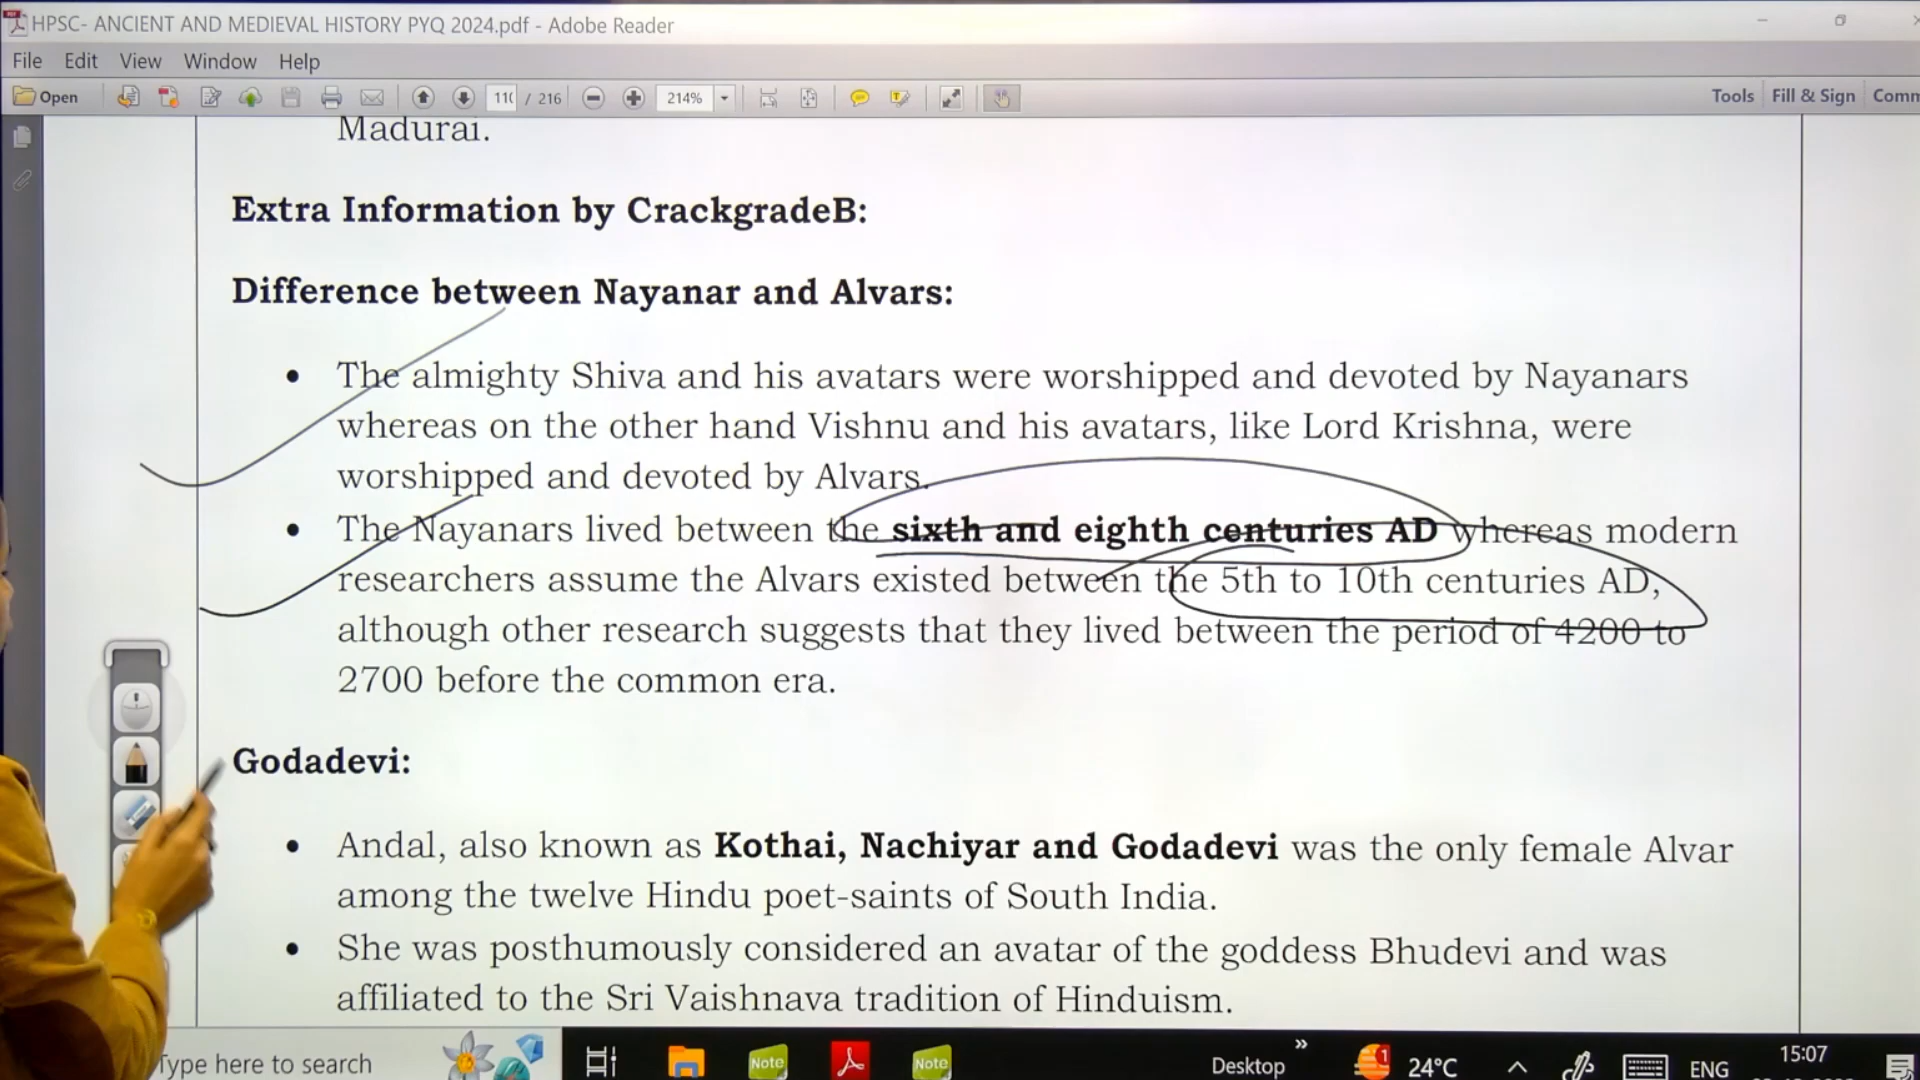 HPSC- ANCIENT AND MEDIEVAL HISTORY PYQ 2024.pdf - Adobe Reader
File Edit View Window Help
Open 110 / 216 214% Tools Fill & Sign Comm
Madurai.
Extra Information by CrackgradeB:
Difference between Nayanar and Alvars:
• The almighty Shiva and his avatars were worshipped and devoted by Nayanars
whereas on the other hand Vishnu and his avatars, like Lord Krishna, were
worshipped and devoted by Alvars.
• The Nayanars lived between the sixth and eighth centuries AD whereas modern
researchers assume the Alvars existed between the 5th to 10th centuries AD,
although other research suggests that they lived between the period of 4200 to
2700 before the common era.
Godadevi:
• Andal, also known as Kothai, Nachiyar and Godadevi was the only female Alvar
among the twelve Hindu poet-saints of South India.
• She was posthumously considered an avatar of the goddess Bhudevi and was
affiliated to the Sri Vaishnava tradition of Hinduism.
Type here to search Note Note Desktop 1 24°C ENG 15:07